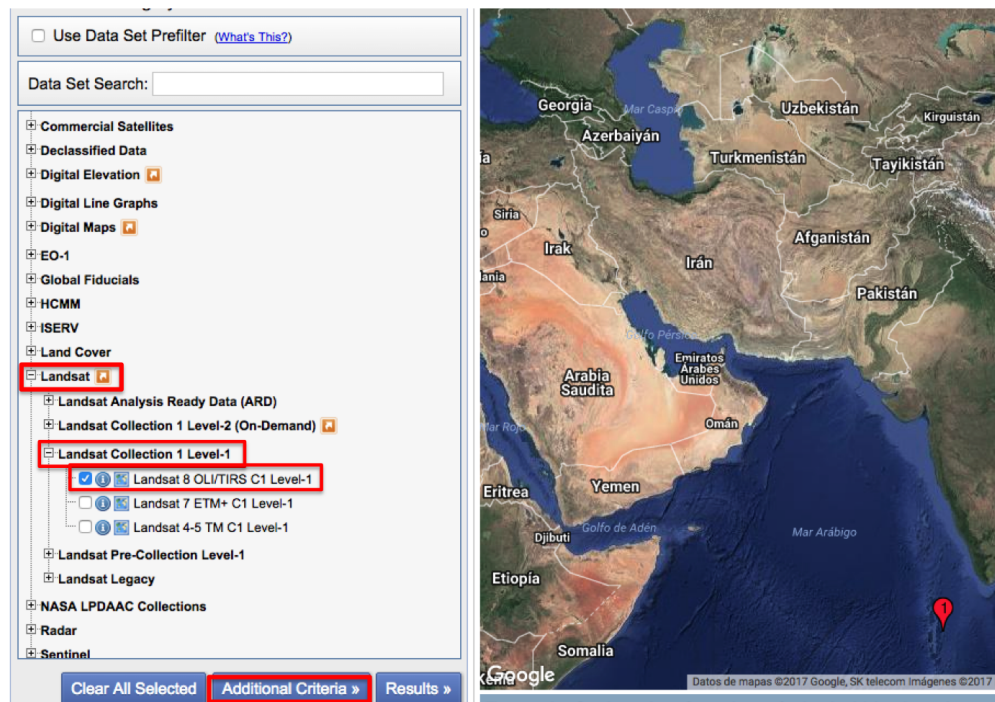 Use Data Set Prefilter (What's This?)
Data Set Search:
Commercial Satellites
Declassified Data
Digital Elevation
Digital Line Graphs
Digital Maps
EO-1
Global Fiducials
HCMM
ISERV
Land Cover
Landsat
Landsat Analysis Ready Data (ARD)
Landsat Collection 1 Level-2 (On-Demand)
Landsat Collection 1 Level-1
Landsat 8 OLI/TIRS C1 Level-1
Landsat 7 ETM+ C1 Level-1
Landsat 4-5 TM C1 Level-1
Landsat Pre-Collection Level-1
Landsat Legacy
NASA LPDAAC Collections
Radar
Sentinel
Clear All Selected
Additional Criteria »
Results »
Georgia
Mar Caspio
Uzbekistán
Kirguistán
Azerbaiyán
Turkmenistán
Tayikistán
Siria
Irak
Irán
Afganistán
Pakistán
Golfo Pérsico
Emiratos
Árabes
Unidos
Arabia
Saudita
Mar Rojo
Omán
Eritrea
Yemen
Golfo de Adén
Djibuti
Mar Arábigo
Etiopía
1
Somalia
Google
Datos de mapas ©2017 Google, SK telecom Imágenes ©2017